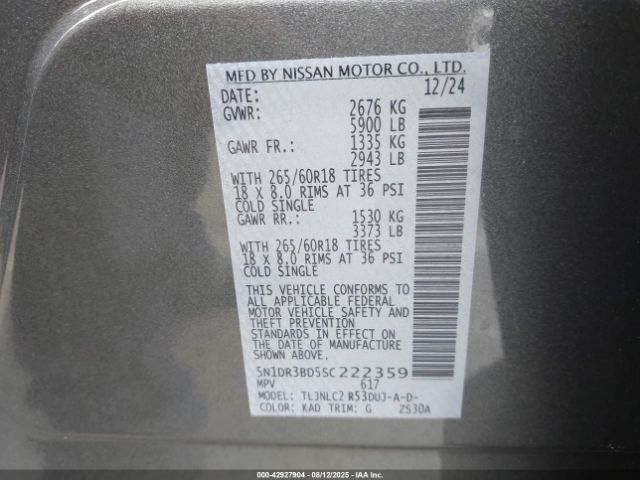 MFD BY NISSAN MOTOR CO., LTD.
DATE: 12/24
GVWR: 2676 KG
5900 LB
GAWR FR.: 1335 KG
2943 LB
WITH 265/60R18 TIRES
18 X 8.0 RIMS AT 36 PSI
COLD SINGLE
GAWR RR.: 1530 KG
3373 LB
WITH 265/60R18 TIRES
18 X 8.0 RIMS AT 36 PSI
COLD SINGLE
THIS VEHICLE CONFORMS TO
ALL APPLICABLE FEDERAL
MOTOR VEHICLE SAFETY AND
THEFT PREVENTION
STANDARDS IN EFFECT ON THE
DATE OF MANUFACTURE
SHOWN ABOVE.
5N1DR3BD5SC222359
MPV 617
MODEL: TLJNLC2 R53DUJ-A-D-
COLOR: KAD TRIM: G ZS30A
000-42927904 - 08/12/2025 - IAAI.COM